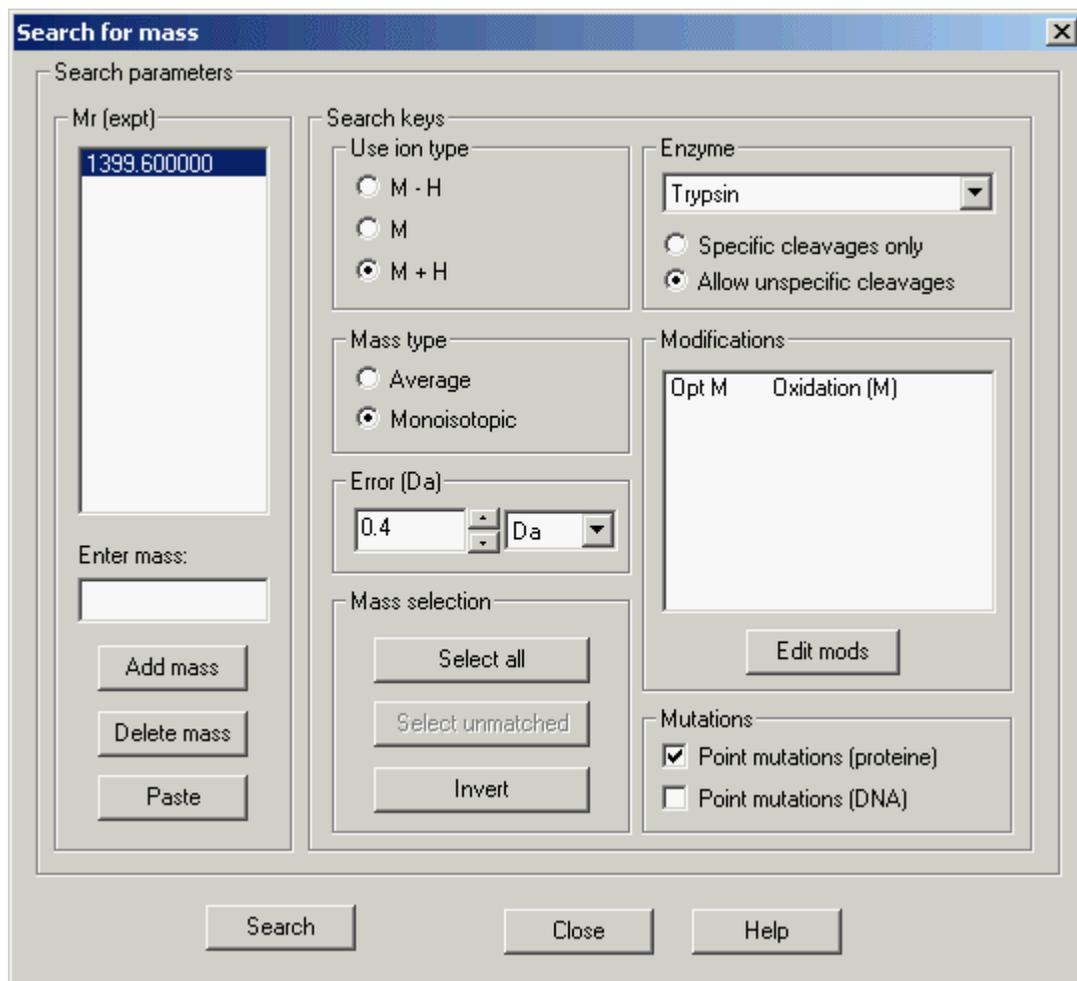 Search for mass
Search parameters
Mr (expt)
1399.600000
Enter mass:
Add mass
Delete mass
Paste
Search keys
Use ion type
M - H
M
M + H
Mass type
Average
Monoisotopic
Error (Da)
0.4
Da
Mass selection
Select all
Select unmatched
Invert
Enzyme
Trypsin
Specific cleavages only
Allow unspecific cleavages
Modifications
Opt M Oxidation (M)
Edit mods
Mutations
Point mutations (proteine)
Point mutations (DNA)
Search
Close
Help